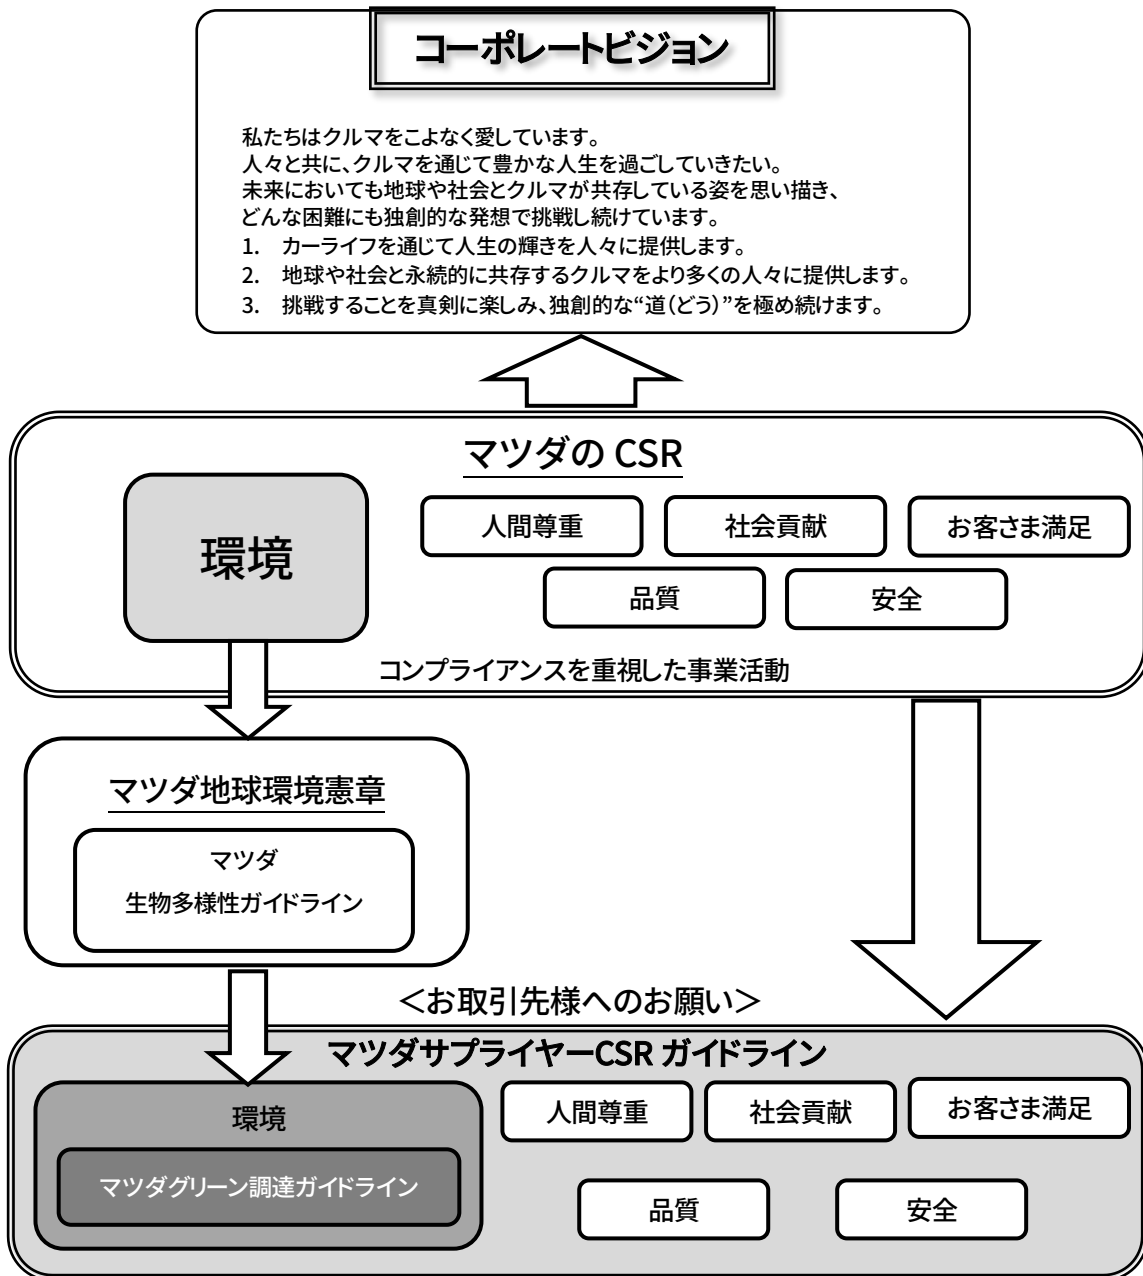 コーポレートビジョン
私たちはクルマをこよなく愛しています。
人々と共に、クルマを通じて豊かな人生を過ごしていきたい。
未来においても地球や社会とクルマが共存している姿を思い描き、
どんな困難にも独創的な発想で挑戦し続けています。
1. カーライフを通じて人生の輝きを人々に提供します。
2. 地球や社会と永続的に共存するクルマをより多くの人々に提供します。
3. 挑戦することを真剣に楽しみ、独創的な“道（どう）”を極め続けます。
マツダの CSR
環境
人間尊重
社会貢献
お客さま満足
品質
安全
コンプライアンスを重視した事業活動
マツダ地球環境憲章
マツダ
生物多様性ガイドライン
＜お取引先様へのお願い＞
マツダサプライヤーCSR ガイドライン
環境
マツダグリーン調達ガイドライン
人間尊重
社会貢献
お客さま満足
品質
安全